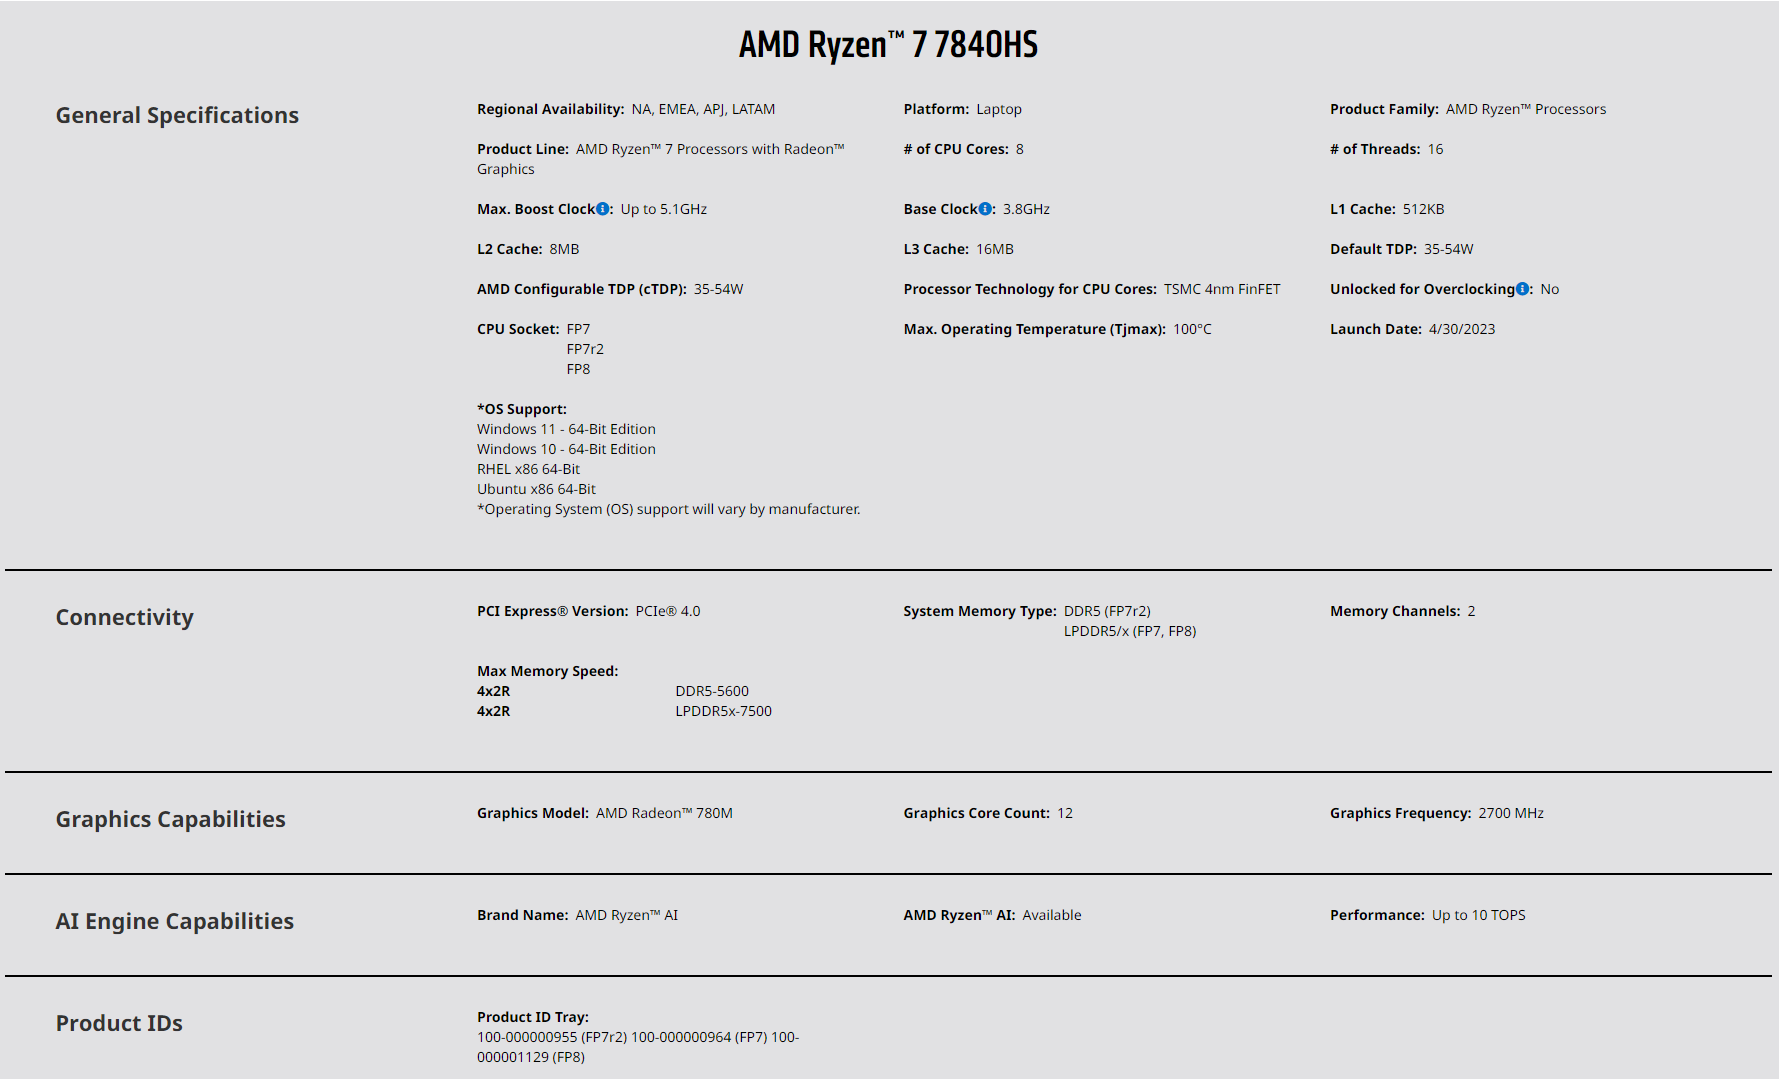 AMD Ryzen™ 7 7840HS
General Specifications
Regional Availability: NA, EMEA, APJ, LATAM
Platform: Laptop
Product Family: AMD Ryzen™ Processors
Product Line: AMD Ryzen™ 7 Processors with Radeon™
Graphics
# of CPU Cores: 8
# of Threads: 16
Max. Boost Clock: Up to 5.1GHz
Base Clock: 3.8GHz
L1 Cache: 512KB
L2 Cache: 8MB
L3 Cache: 16MB
Default TDP: 35-54W
AMD Configurable TDP (cTDP): 35-54W
Processor Technology for CPU Cores: TSMC 4nm FinFET
Unlocked for Overclocking: No
CPU Socket: FP7
FP7r2
FP8
Max. Operating Temperature (Tjmax): 100°C
Launch Date: 4/30/2023
*OS Support:
Windows 11 - 64-Bit Edition
Windows 10 - 64-Bit Edition
RHEL x86 64-Bit
Ubuntu x86 64-Bit
*Operating System (OS) support will vary by manufacturer.
Connectivity
PCI Express® Version: PCIe® 4.0
System Memory Type: DDR5 (FP7r2)
LPDDR5/x (FP7, FP8)
Memory Channels: 2
Max Memory Speed:
4x2R DDR5-5600
4x2R LPDDR5x-7500
Graphics Capabilities
Graphics Model: AMD Radeon™ 780M
Graphics Core Count: 12
Graphics Frequency: 2700 MHz
AI Engine Capabilities
Brand Name: AMD Ryzen™ AI
AMD Ryzen™ AI: Available
Performance: Up to 10 TOPS
Product IDs
Product ID Tray:
100-000000955 (FP7r2) 100-000000964 (FP7) 100-
000001129 (FP8)